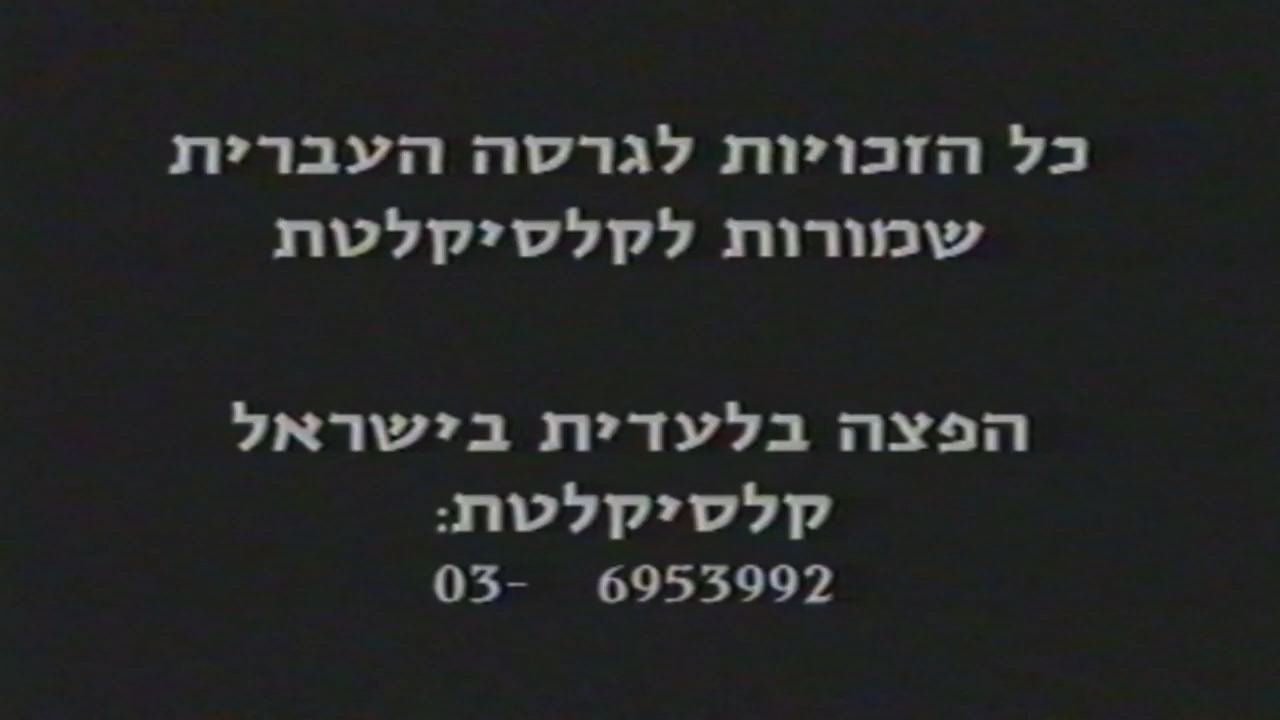 כל הזכויות לגרסה העברית
שמורות לקלסיקלטת
הפצה בלעדית בישראל
קלסיקלטת:
03- 6953992